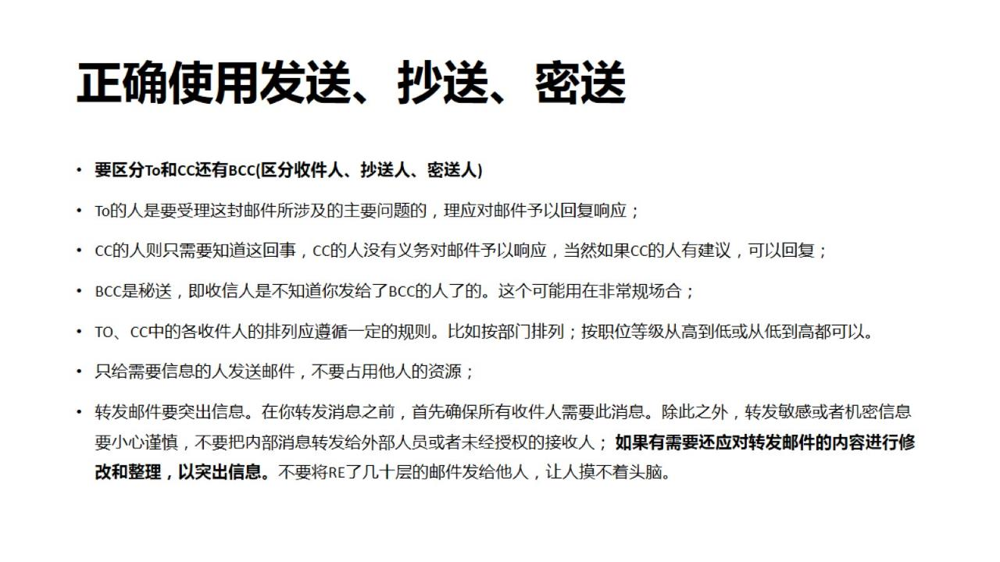 正确使用发送、抄送、密送
• 要区分To和CC还有BCC(区分收件人、抄送人、密送人)
• To的人是要受理这封邮件所涉及的主要问题的，理应对邮件予以回复响应；
• CC的人则只需要知道这回事，CC的人没有义务对邮件予以响应，当然如果CC的人有建议，可以回复；
• BCC是秘送，即收信人是不知道你发给了BCC的人了的。这个可能用在非常规场合；
• TO、CC中的各收件人的排列应遵循一定的规则。比如按部门排列；按职位等级从高到低或从低到高都可以。
• 只给需要信息的人发送邮件，不要占用他人的资源；
• 转发邮件要突出信息。在你转发消息之前，首先确保所有收件人需要此消息。除此之外，转发敏感或者机密信息
要小心谨慎，不要把内部消息转发给外部人员或者未经授权的接收人； 如果有需要还应对转发邮件的内容进行修
改和整理，以突出信息。不要将RE了几十层的邮件发给他人，让人摸不着头脑。